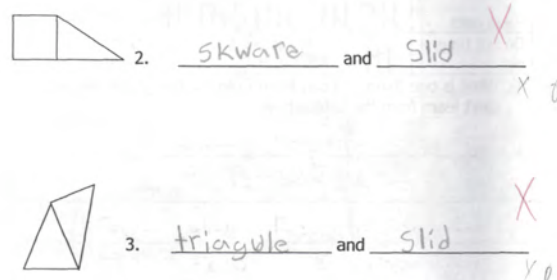 2. skware and Slid
3. triagule and Slid